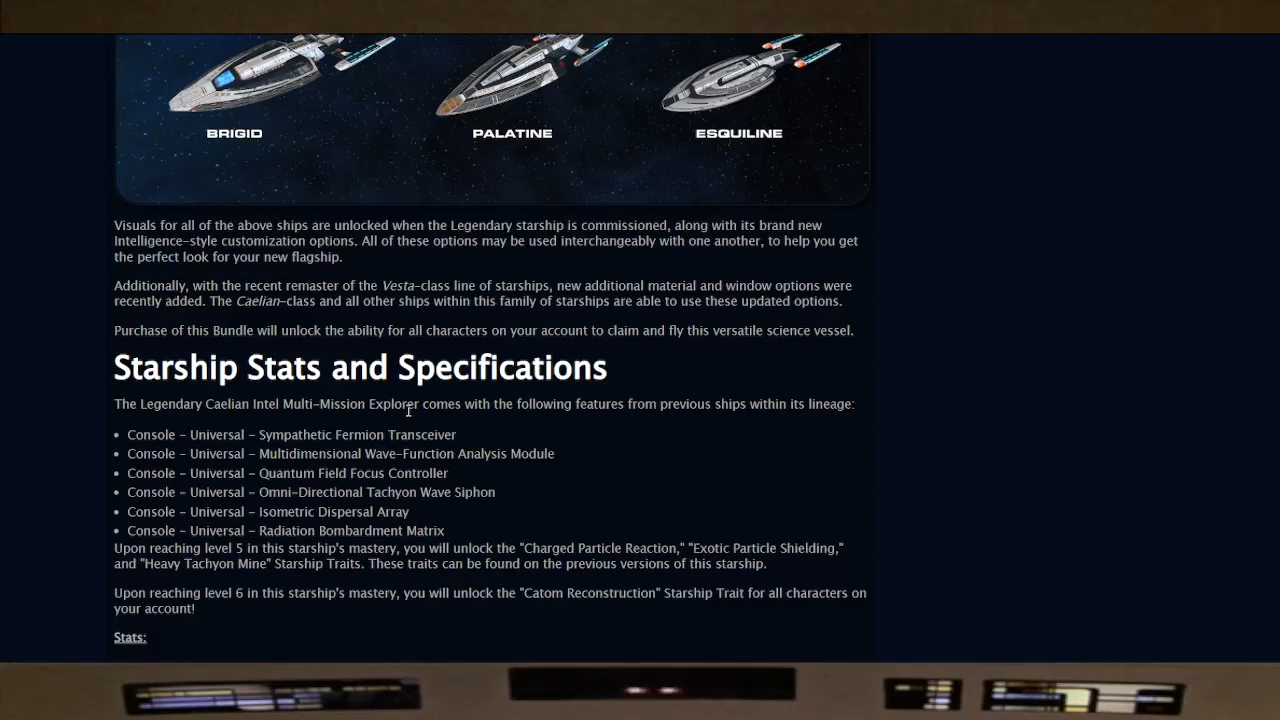 BRIGID PALATINE ESQUILINE
Visuals for all of the above ships are unlocked when the Legendary starship is commissioned, along with its brand new
Intelligence-style customization options. All of these options may be used interchangeably with one another, to help you get
the perfect look for your new flagship.
Additionally, with the recent remaster of the Vesta-class line of starships, new additional material and window options were
recently added. The Caelian-class and all other ships within this family of starships are able to use these updated options.
Purchase of this Bundle will unlock the ability for all characters on your account to claim and fly this versatile science vessel.
Starship Stats and Specifications
The Legendary Caelian Intel Multi-Mission Explorer comes with the following features from previous ships within its lineage:
• Console - Universal - Sympathetic Fermion Transceiver
• Console - Universal - Multidimensional Wave-Function Analysis Module
• Console - Universal - Quantum Field Focus Controller
• Console - Universal - Omni-Directional Tachyon Wave Siphon
• Console - Universal - Isometric Dispersal Array
• Console - Universal - Radiation Bombardment Matrix
Upon reaching level 5 in this starship's mastery, you will unlock the "Charged Particle Reaction," "Exotic Particle Shielding,"
and "Heavy Tachyon Mine" Starship Traits. These traits can be found on the previous versions of this starship.
Upon reaching level 6 in this starship's mastery, you will unlock the "Catom Reconstruction" Starship Trait for all characters on
your account!
Stats: